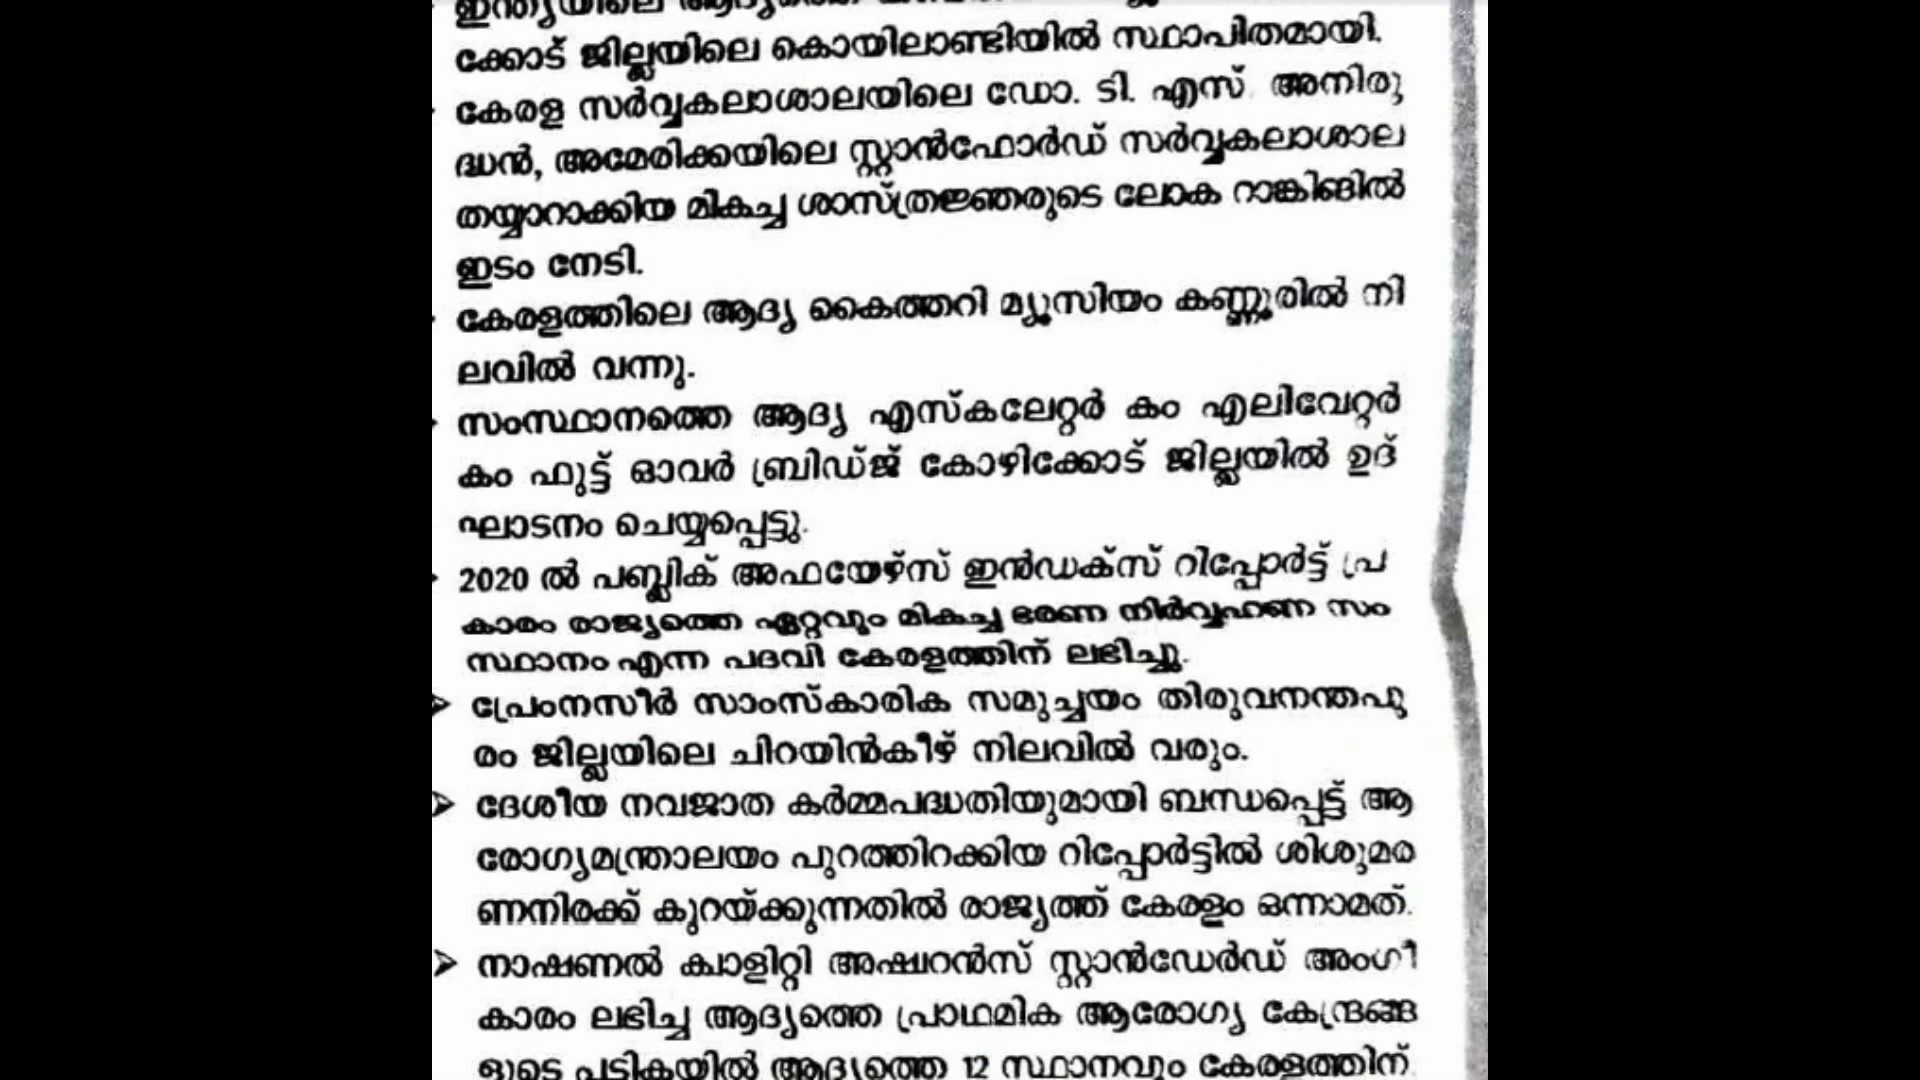 ഇന്ത്യയിലെ ആദ്യത്തെ
ക്കോട് ജില്ലയിലെ കൊയിലാണ്ടിയിൽ സ്ഥാപിതമായി.
കേരള സർവ്വകലാശാലയിലെ ഡോ. ടി. എസ് അനിരു
ദ്ധൻ, അമേരിക്കയിലെ സ്റ്റാൻഫോർഡ് സർവ്വകലാശാല
തയ്യാറാക്കിയ മികച്ച ശാസ്ത്രജ്ഞരുടെ ലോക റാങ്കിങിൽ
ഇടം നേടി.
കേരളത്തിലെ ആദ്യ കൈത്തറി മ്യൂസിയം കണ്ണൂരിൽ നി
ലവിൽ വന്നു.
സംസ്ഥാനത്തെ ആദ്യ എസ്കലേറ്റർ കം എലിവേറ്റർ
കം ഫുട്ട് ഓവർ ബ്രിഡ്ജ് കോഴിക്കോട് ജില്ലയിൽ ഉദ്
ഘാടനം ചെയ്യപ്പെട്ടു.
2020 ൽ പബ്ലിക് അഫയേഴ്സ് ഇൻഡക്സ് റിപ്പോർട്ട് പ്ര
കാരം രാജ്യത്തെ ഏറ്റവും മികച്ച ഭരണ നിർവ്വഹണ സം
സ്ഥാനം എന്ന പദവി കേരളത്തിന് ലഭിച്ചു.
➢ പ്രേംനസീർ സാംസ്കാരിക സമുച്ചയം തിരുവനന്തപു
രം ജില്ലയിലെ ചിറയിൻകീഴ് നിലവിൽ വരും.
➢ ദേശീയ നവജാത കർമ്മപദ്ധതിയുമായി ബന്ധപ്പെട്ട് ആ
രോഗ്യമന്ത്രാലയം പുറത്തിറക്കിയ റിപ്പോർട്ടിൽ ശിശുമര
ണനിരക്ക് കുറയ്ക്കുന്നതിൽ രാജ്യത്ത് കേരളം ഒന്നാമത്.
➢ നാഷണൽ ക്വാളിറ്റി അഷ്വറൻസ് സ്റ്റാൻഡേർഡ് അംഗീ
കാരം ലഭിച്ച ആദ്യത്തെ പ്രാഥമിക ആരോഗ്യ കേന്ദ്രങ്ങ
ളുടെ പട്ടികയിൽ ആദ്യത്തെ 12 സ്ഥാനവും കേരളത്തിന്